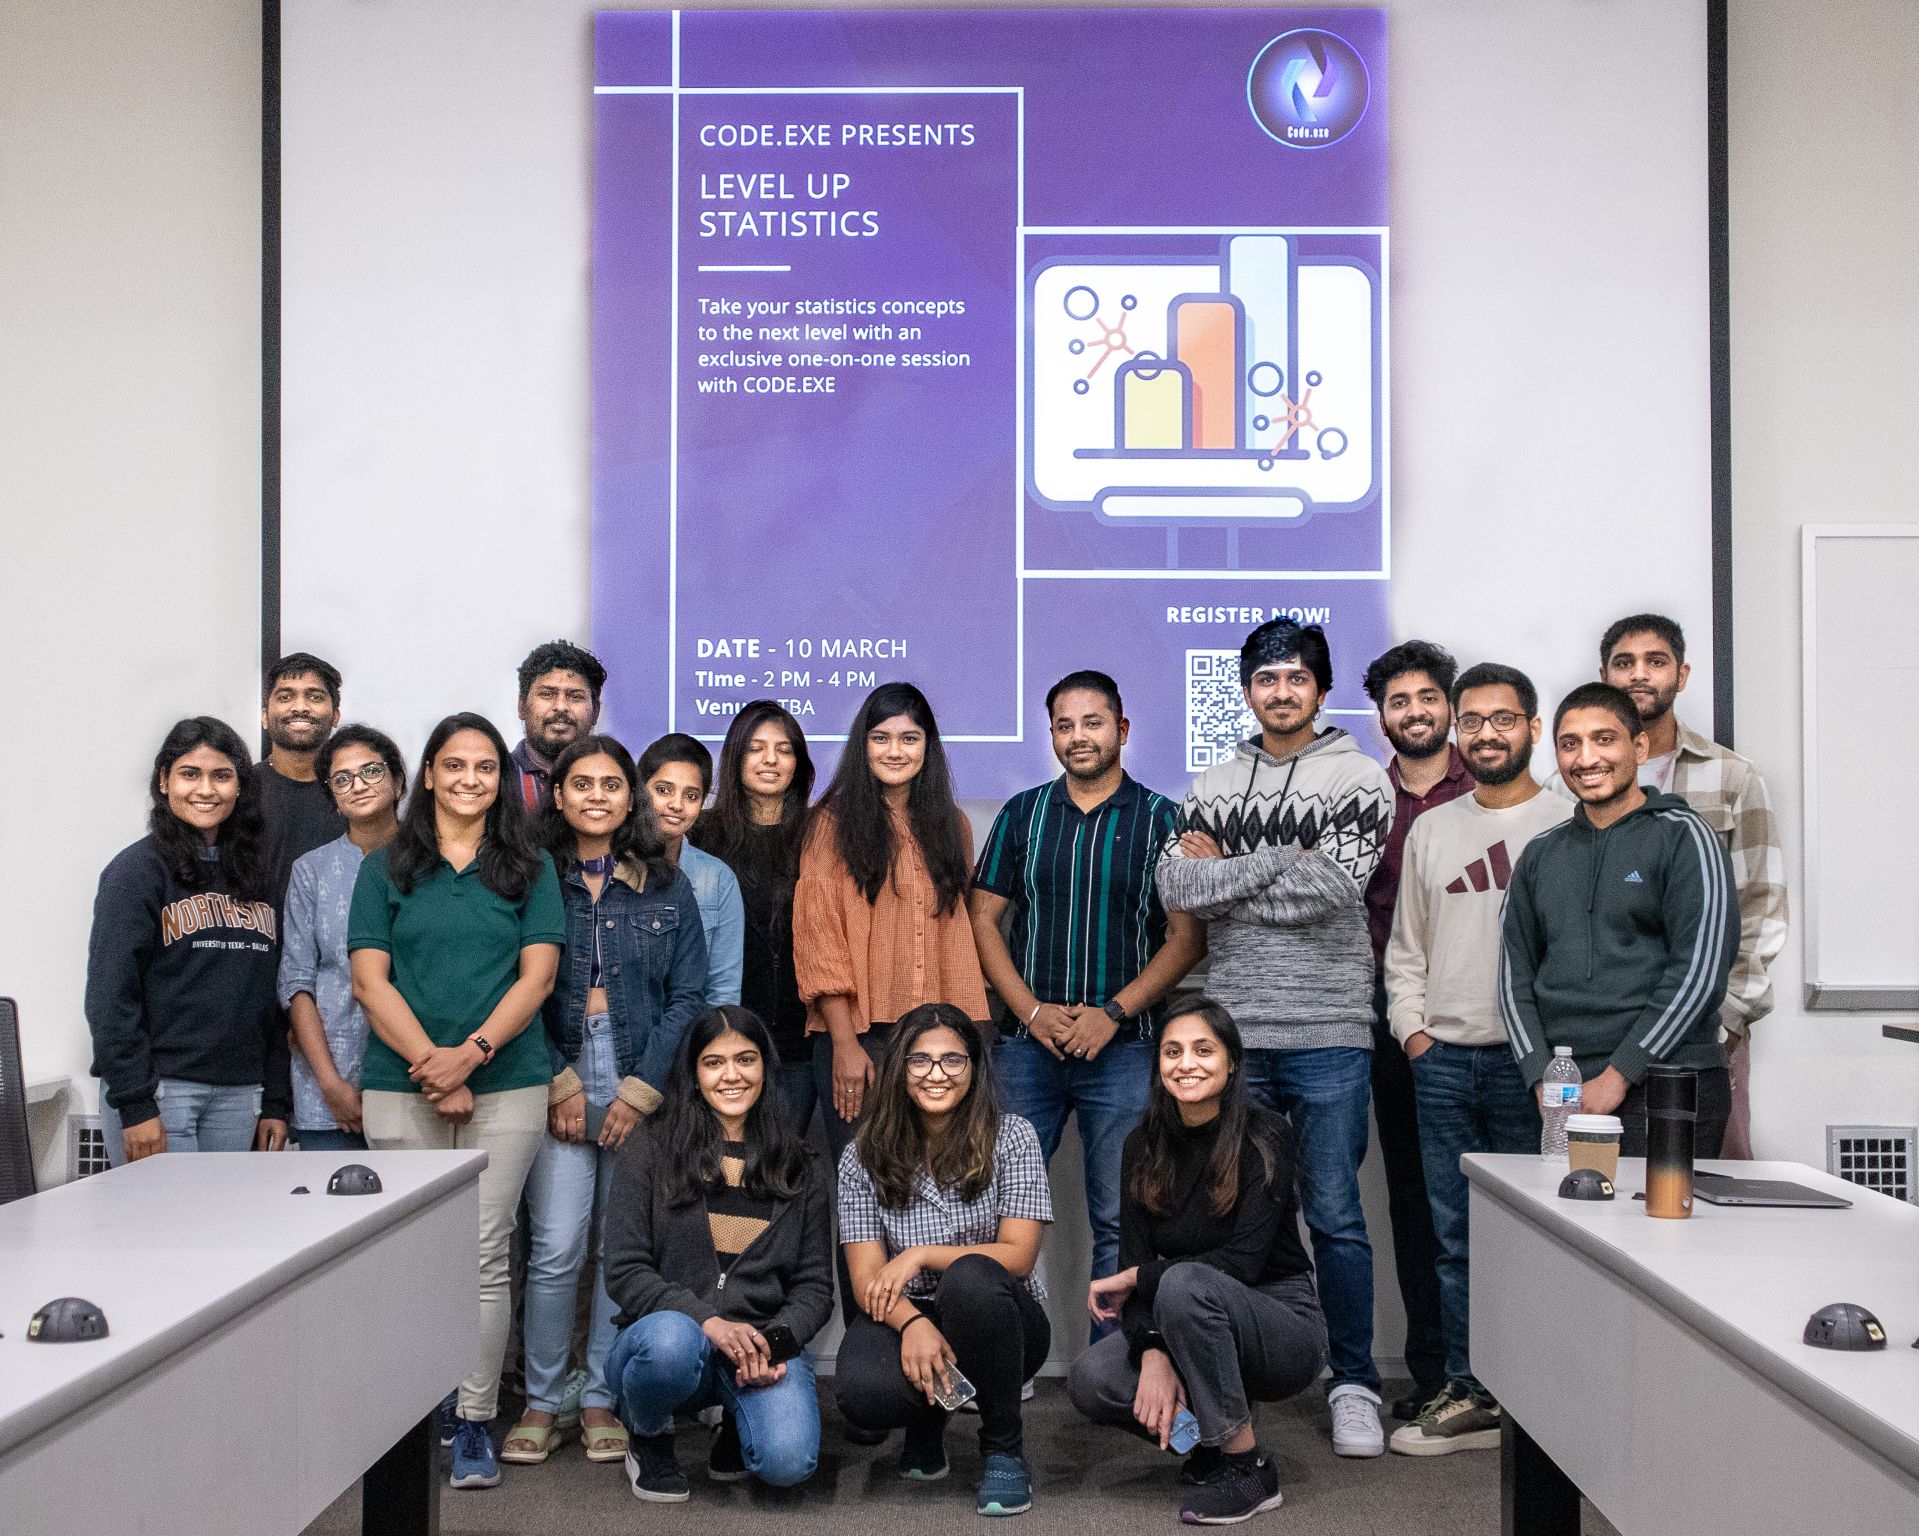 Code.exe
CODE.EXE PRESENTS
LEVEL UP
STATISTICS
Take your statistics concepts
to the next level with an
exclusive one-on-one session
with CODE.EXE
REGISTER NOW!
DATE - 10 MARCH
TIme - 2 PM - 4 PM
TBA
NORTHSID
UNIVERSITY OF TEXAS – DALLAS
adidas